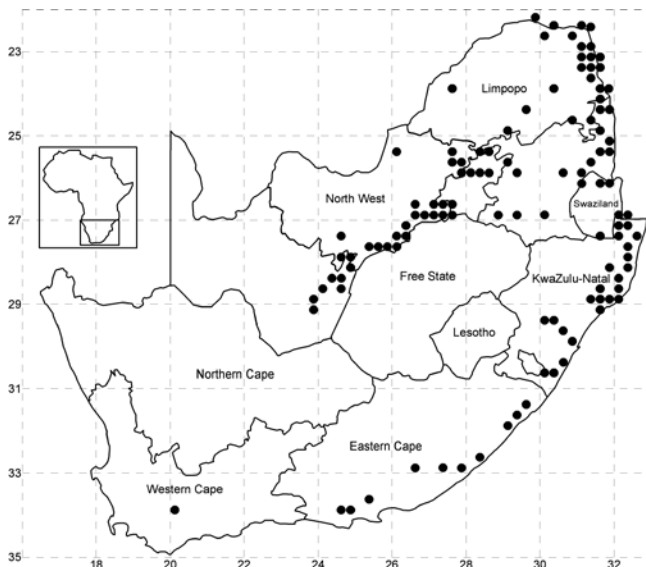 22
Limpopo
25
North West
Swaziland
27
Free State
KwaZulu-Natal
29
Lesotho
Northern Cape
31
Eastern Cape
33
Western Cape
35
18 20 22 24 26 28 30 32